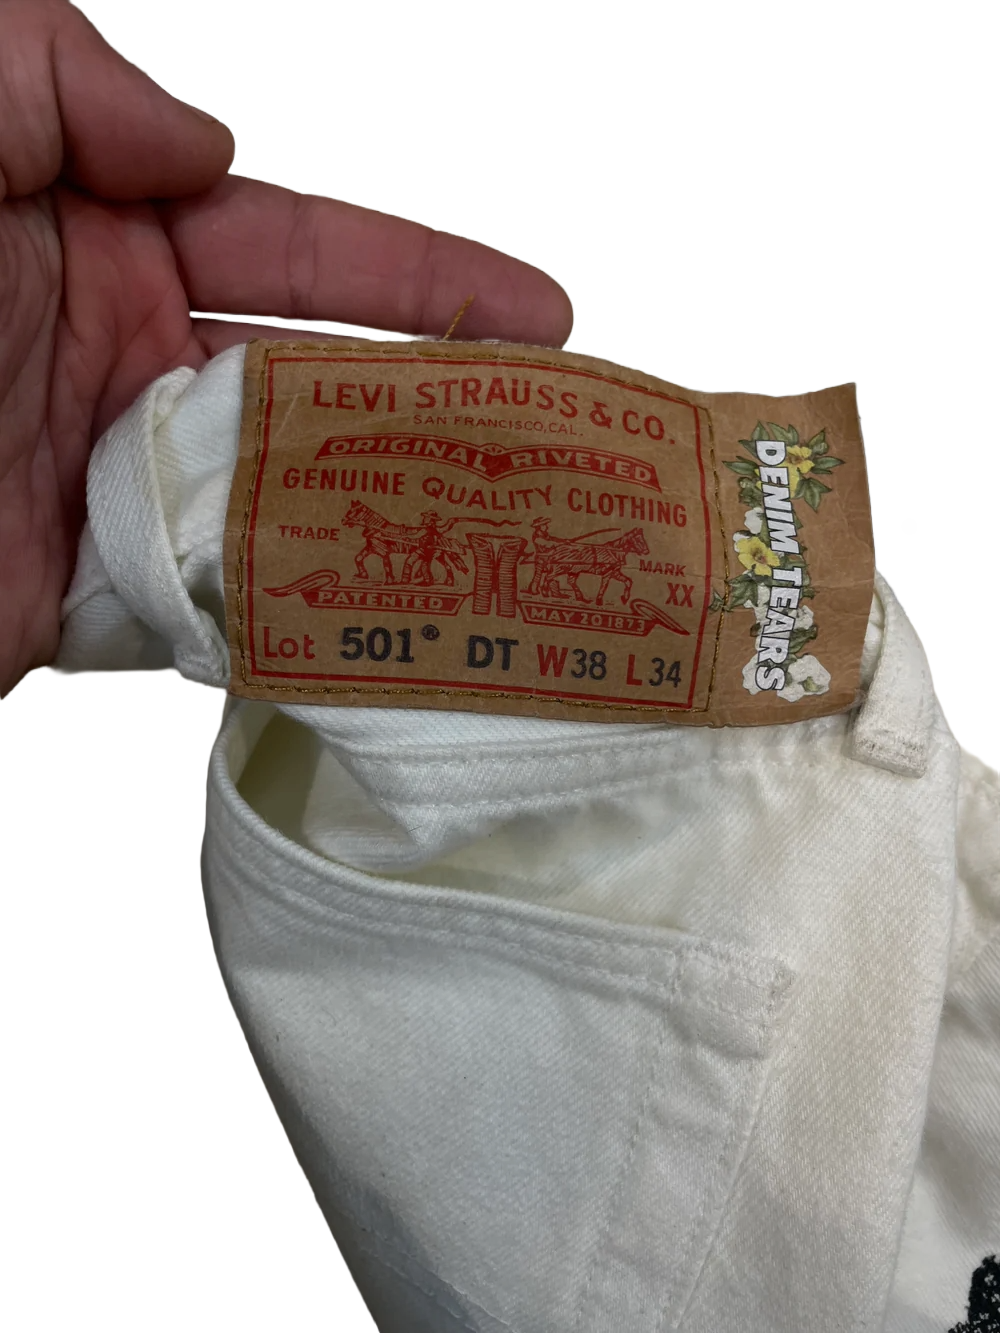 LEVI STRAUSS & CO.
SAN FRANCISCO, CAL.
ORIGINAL RIVETED
GENUINE QUALITY CLOTHING
TRADE MARK
XX
PATENTED MAY 20 1873
Lot 501® DT W38 L34
DENIM TEARS